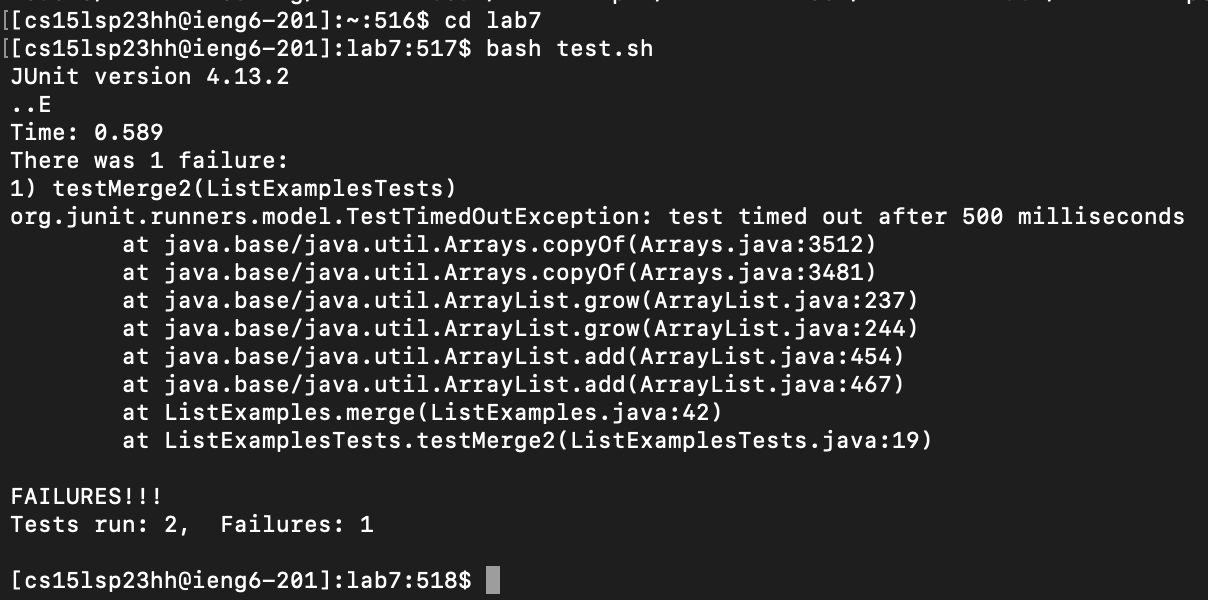 [[cs15lsp23hh@ieng6-201]:~:516$ cd lab7
[[cs15lsp23hh@ieng6-201]:lab7:517$ bash test.sh
JUnit version 4.13.2
..E
Time: 0.589
There was 1 failure:
1) testMerge2(ListExamplesTests)
org.junit.runners.model.TestTimedOutException: test timed out after 500 milliseconds
        at java.base/java.util.Arrays.copyOf(Arrays.java:3512)
        at java.base/java.util.Arrays.copyOf(Arrays.java:3481)
        at java.base/java.util.ArrayList.grow(ArrayList.java:237)
        at java.base/java.util.ArrayList.grow(ArrayList.java:244)
        at java.base/java.util.ArrayList.add(ArrayList.java:454)
        at java.base/java.util.ArrayList.add(ArrayList.java:467)
        at ListExamples.merge(ListExamples.java:42)
        at ListExamplesTests.testMerge2(ListExamplesTests.java:19)
FAILURES!!!
Tests run: 2,  Failures: 1
[cs15lsp23hh@ieng6-201]:lab7:518$